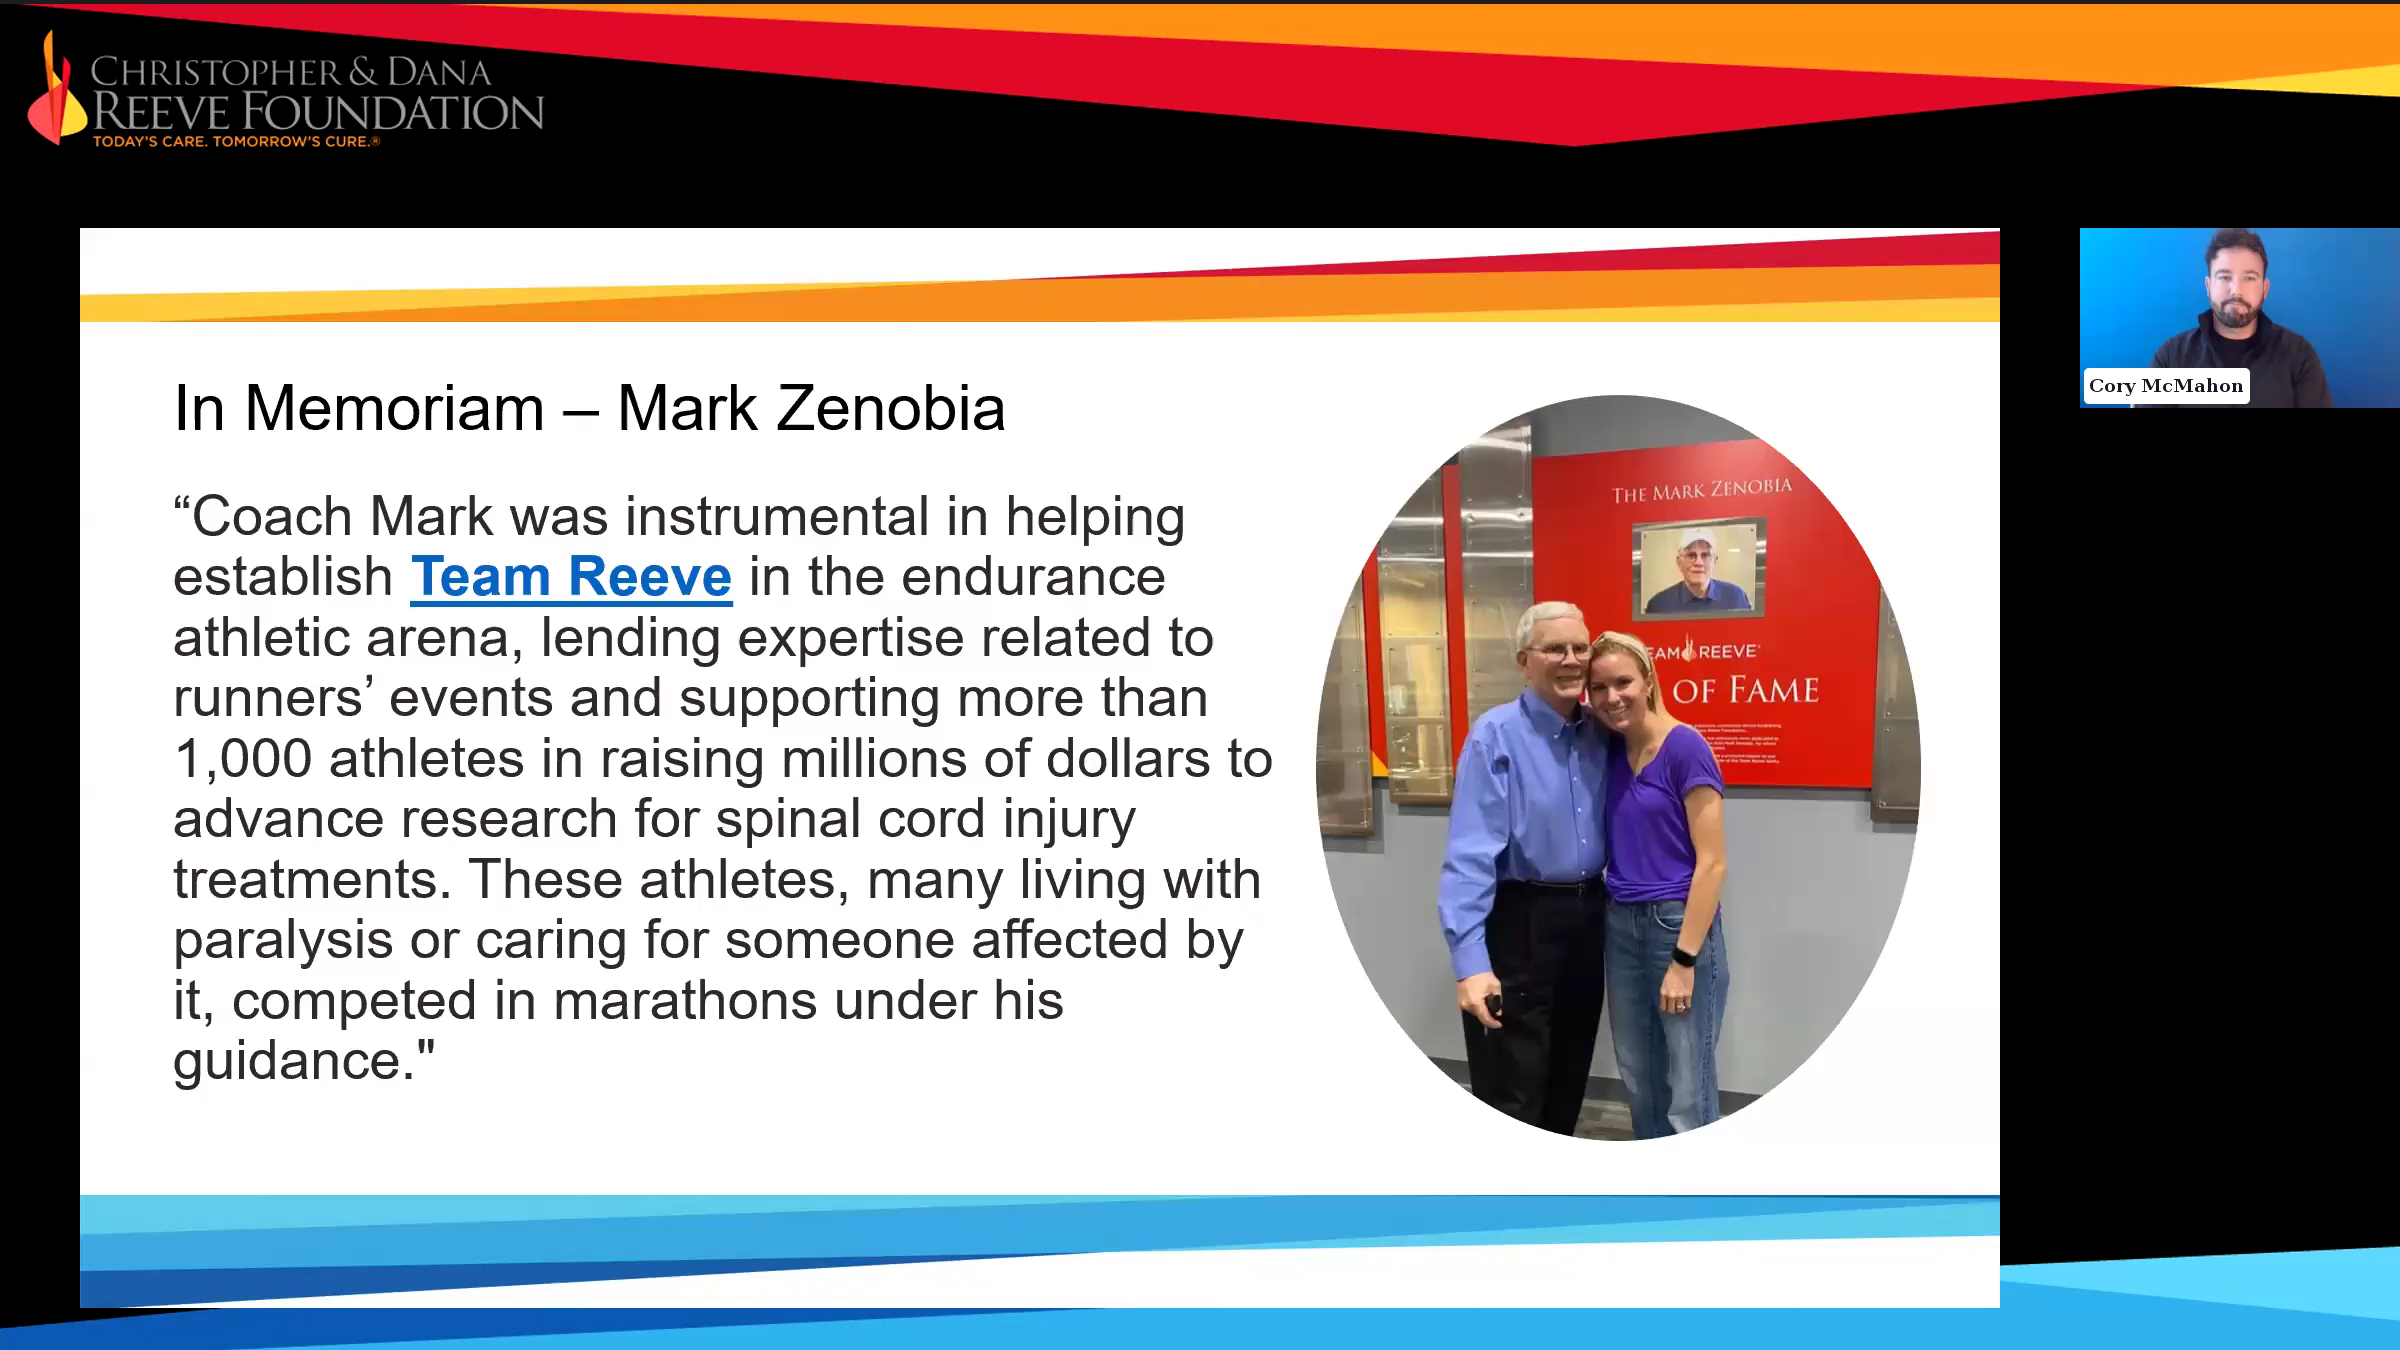 CHRISTOPHER & DANA
REEVE FOUNDATION
TODAY'S CARE. TOMORROW'S CURE.®
In Memoriam – Mark Zenobia
“Coach Mark was instrumental in helping
establish Team Reeve in the endurance
athletic arena, lending expertise related to
runners’ events and supporting more than
1,000 athletes in raising millions of dollars to
advance research for spinal cord injury
treatments. These athletes, many living with
paralysis or caring for someone affected by
it, competed in marathons under his
guidance."
THE MARK ZENOBIA
EAM REEVE
OF FAME
Cory McMahon